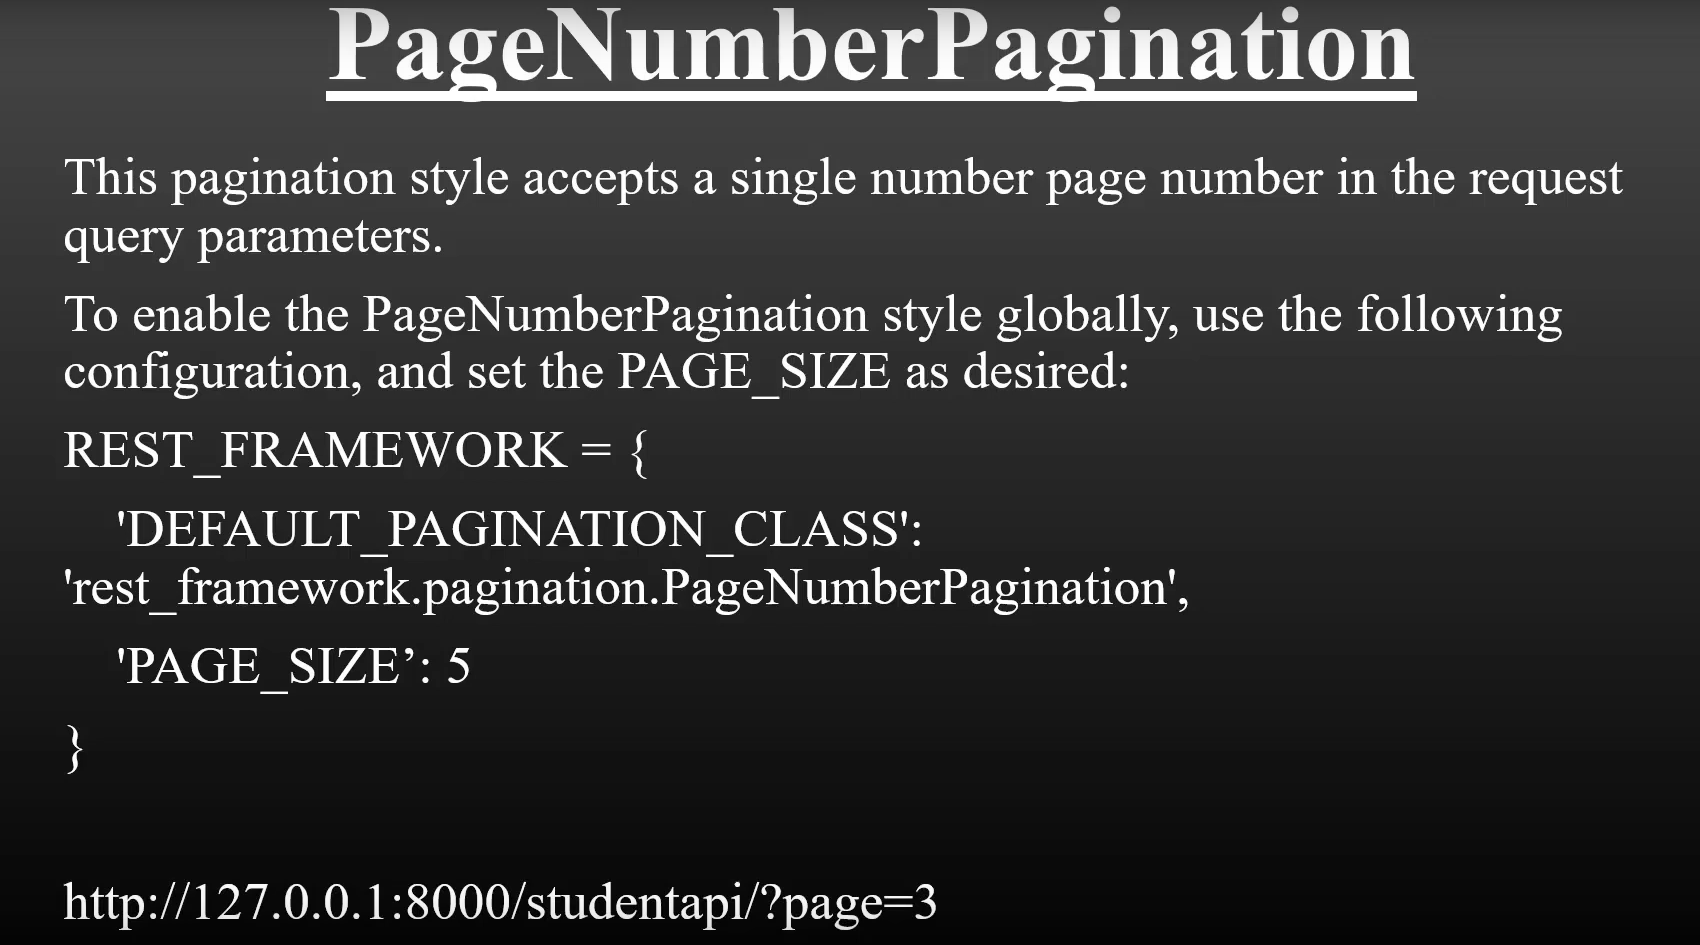 PageNumberPagination
This pagination style accepts a single number page number in the request
query parameters.
To enable the PageNumberPagination style globally, use the following
configuration, and set the PAGE_SIZE as desired:
REST_FRAMEWORK = {
'DEFAULT_PAGINATION_CLASS':
'rest_framework.pagination.PageNumberPagination',
'PAGE_SIZE’: 5
}
http://127.0.0.1:8000/studentapi/?page=3